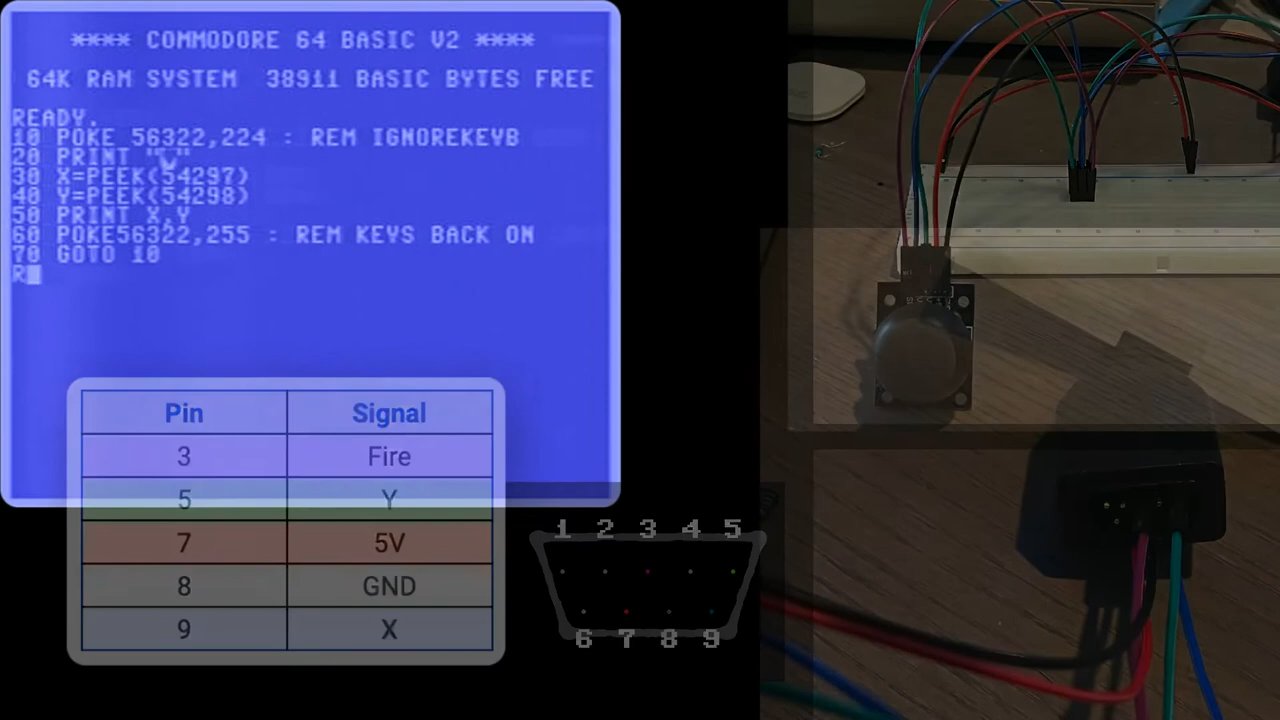 **** COMMODORE 64 BASIC V2 ****
64K RAM SYSTEM 38911 BASIC BYTES FREE
READY.
10 POKE 56322,224 : REM IGNOREKEYB
20 PRINT ""
30 X=PEEK(54297)
40 Y=PEEK(54298)
50 PRINT X,Y
60 POKE56322,255 : REM KEYS BACK ON
70 GOTO 10
R
Pin Signal
3 Fire
5 Y
7 5V
8 GND
9 X
1 2 3 4 5
6 7 8 9